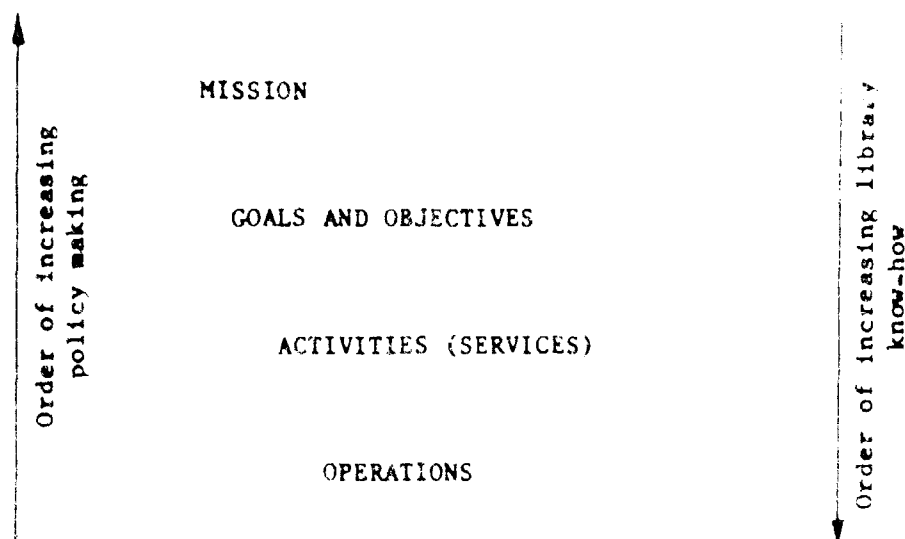 Order of increasing
policy making
MISSION
GOALS AND OBJECTIVES
ACTIVITIES (SERVICES)
OPERATIONS
Order of increasing library
know-how